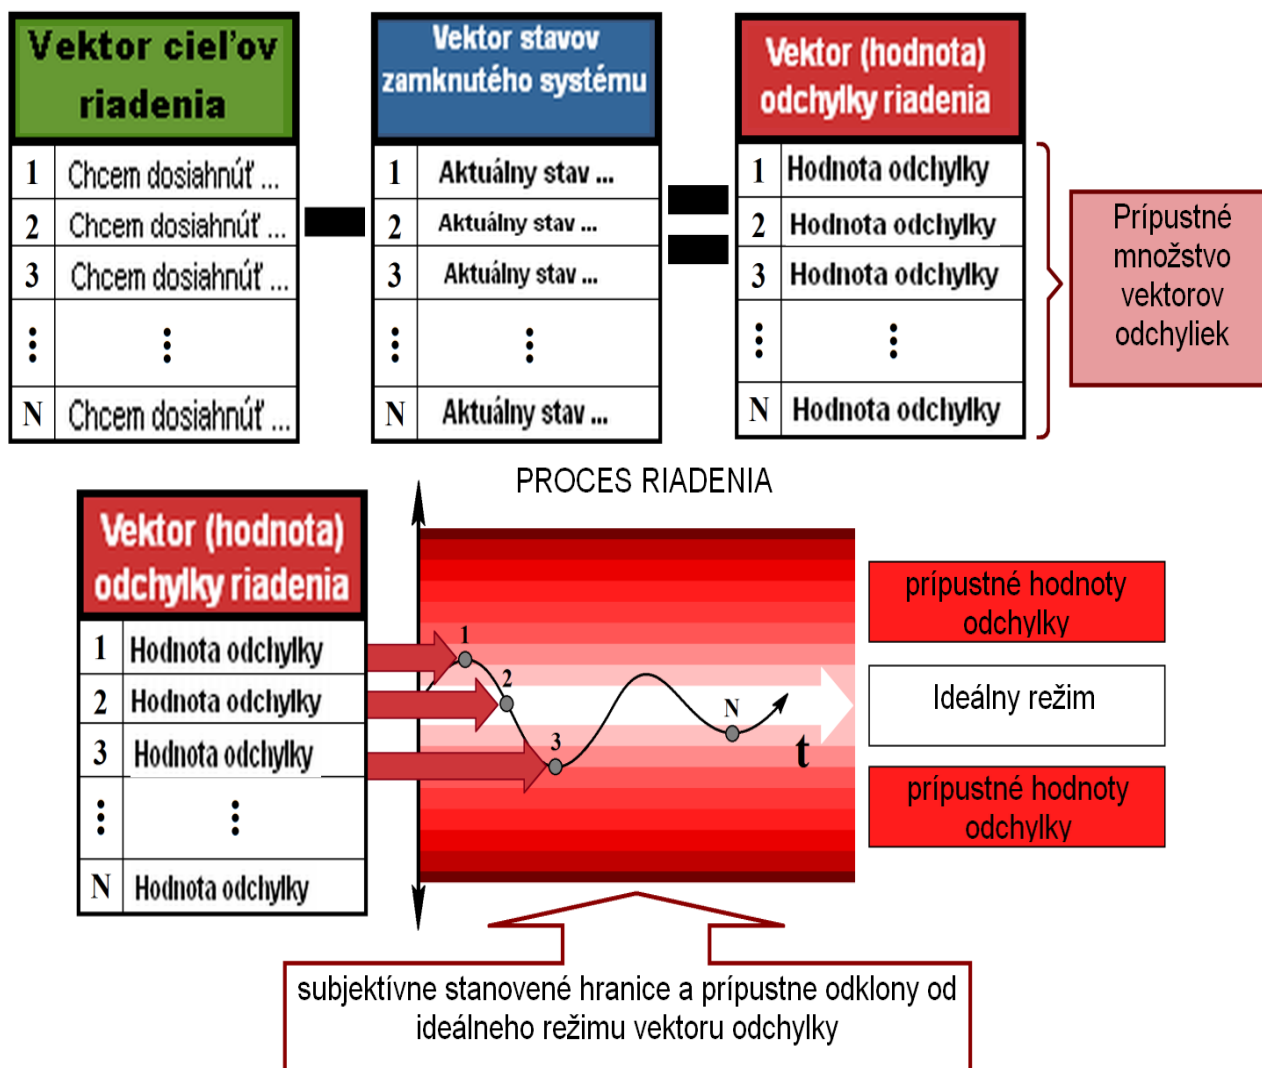 Vektor cieľov
riadenia
1 Chcem dosiahnúť ...
2 Chcem dosiahnúť ...
3 Chcem dosiahnúť ...
⋮ ⋮
N Chcem dosiahnúť ...
Vektor stavov
zamknutého systému
1 Aktuálny stav ...
2 Aktuálny stav ...
3 Aktuálny stav ...
⋮ ⋮
N Aktuálny stav ...
Vektor (hodnota)
odchylky riadenia
1 Hodnota odchylky
2 Hodnota odchylky
3 Hodnota odchylky
⋮ ⋮
N Hodnota odchylky
Prípustné
množstvo
vektorov
odchyliek
PROCES RIADENIA
Vektor (hodnota)
odchylky riadenia
1 Hodnota odchylky
2 Hodnota odchylky
3 Hodnota odchylky
⋮ ⋮
N Hodnota odchylky
1
2
3
N
t
prípustné hodnoty
odchylky
Ideálny režim
prípustné hodnoty
odchylky
subjektívne stanovené hranice a prípustne odklony od
ideálneho režimu vektoru odchylky